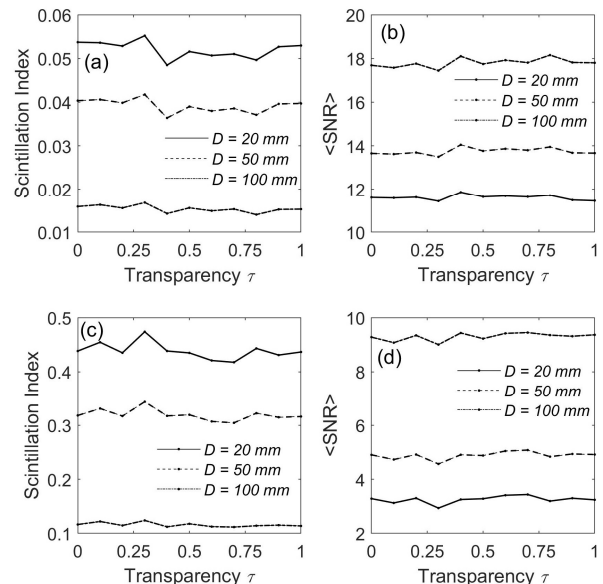 0.06
0.05
0.04
0.03
0.02
0.01
Scintillation Index
(a)
D = 20 mm
D = 50 mm
D = 100 mm
0 0.25 0.5 0.75 1
Transparency τ
20
18
16
14
12
10
<SNR>
(b)
D = 20 mm
D = 50 mm
D = 100 mm
0 0.25 0.5 0.75 1
Transparency τ
0.5
0.4
0.3
0.2
0.1
Scintillation Index
(c)
D = 20 mm
D = 50 mm
D = 100 mm
0 0.25 0.5 0.75 1
Transparency τ
10
8
6
4
2
<SNR>
(d)
D = 20 mm
D = 50 mm
D = 100 mm
0 0.25 0.5 0.75 1
Transparency τ